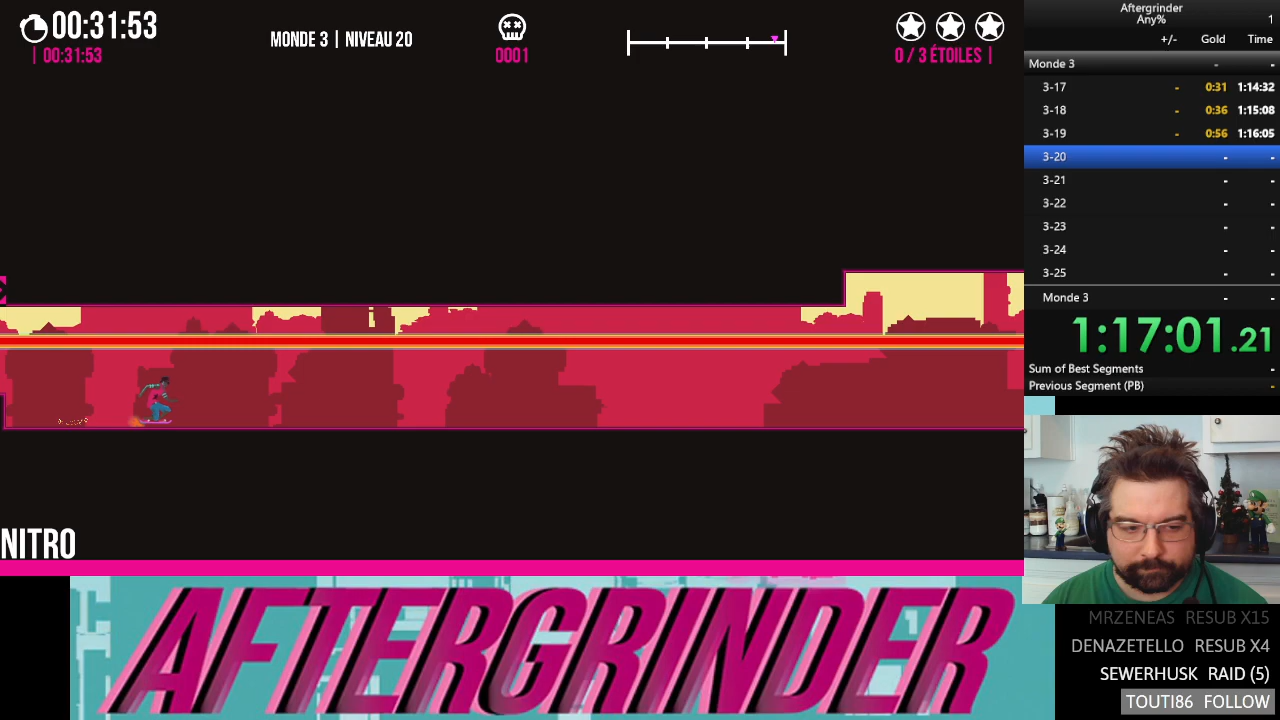 00:31:53
| 00:31:53
MONDE 3 | NIVEAU 20
0001
0 / 3 ÉTOILES |
NITRO
AFTERGRINDER
Aftergrinder
Any%
1
+/- Gold Time
Monde 3 - -
3-17 - 0:31 1:14:32
3-18 - 0:36 1:15:08
3-19 - 0:56 1:16:05
3-20 - -
3-21 - -
3-22 - -
3-23 - -
3-24 - -
3-25 - -
Monde 3 - -
1:17:01.21
Sum of Best Segments -
Previous Segment (PB) -
MRZENEAS RESUB X15
DENAZETELLO RESUB X4
SEWERHUSK RAID (5)
TOUTI86 FOLLOW